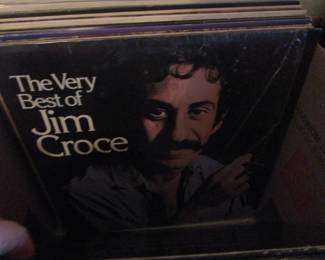 The Very
Best of
Jim
Croce